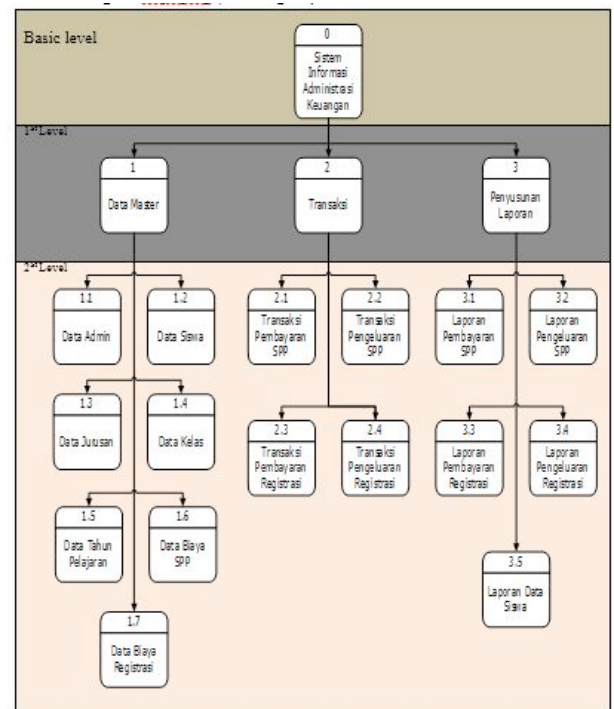 Basic level
0
Sistem
Informasi
Administrasi
Keuangan
1st Level
1
Data Master
2
Transaksi
3
Penyusunan
Laporan
2st Level
1.1
Data Admin
1.2
Data Siswa
2.1
Transaksi
Pembayaran
SPP
2.2
Transaksi
Pengeluaran
SPP
3.1
Laporan
Pembayaran
SPP
3.2
Laporan
Pengeluaran
SPP
1.3
Data Jurusan
1.4
Data Kelas
2.3
Transaksi
Pembayaran
Registrasi
2.4
Transaksi
Pengeluaran
Registrasi
3.3
Laporan
Pembayaran
Registrasi
3.4
Laporan
Pengeluaran
Registrasi
1.5
Data Tahun
Pelajaran
1.6
Data Biaya
SPP
3.5
Laporan Data
Siswa
1.7
Data Biaya
Registrasi